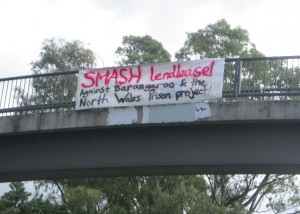 SMASH Lendlease!
Against Barangaroo & the
North Wales Prison project.